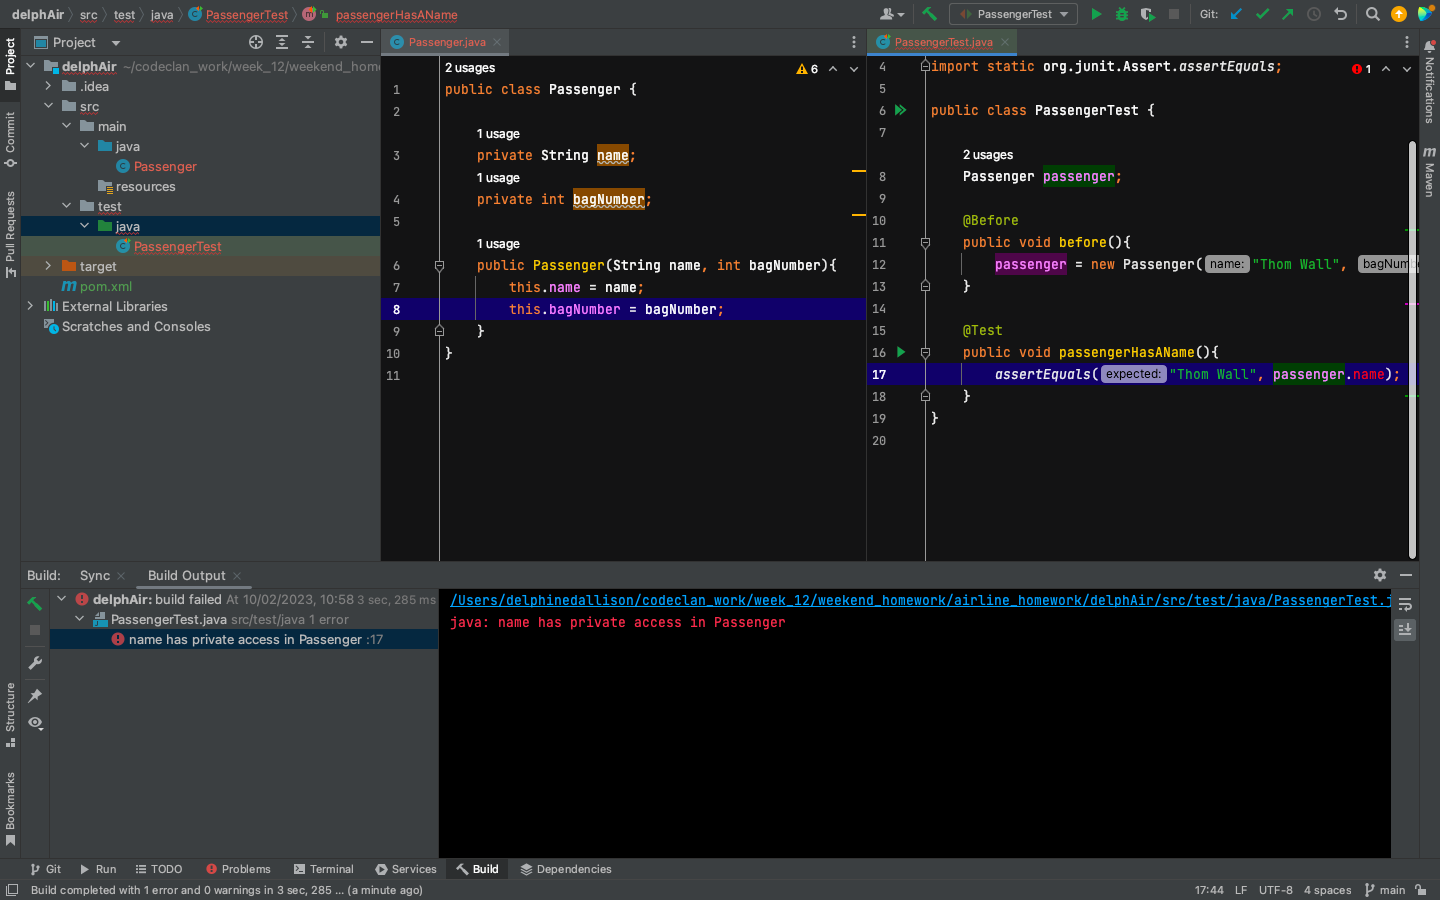 delphAir src test java PassengerTest passengerHasAName
PassengerTest
Git:
Project
Project
Commit
Pull Requests
Structure
Bookmarks
delphAir ~/codeclan_work/week_12/weekend_home
.idea
src
main
java
Passenger
resources
test
java
PassengerTest
target
pom.xml
External Libraries
Scratches and Consoles
Passenger.java
6
2 usages
1 public class Passenger {
2
1 usage
3 private String name;
1 usage
4 private int bagNumber;
5
1 usage
6 public Passenger(String name, int bagNumber){
7 this.name = name;
8 this.bagNumber = bagNumber;
9 }
10 }
11
PassengerTest.java
1
4 import static org.junit.Assert.assertEquals;
5
6 public class PassengerTest {
7
2 usages
8 Passenger passenger;
9
10 @Before
11 public void before(){
12 passenger = new Passenger( name: "Thom Wall", bagNumbe
13 }
14
15 @Test
16 public void passengerHasAName(){
17 assertEquals( expected: "Thom Wall", passenger.name);
18 }
19 }
20
Notifications
Maven
Build: Sync Build Output
delphAir: build failed At 10/02/2023, 10:58 3 sec, 285 ms
PassengerTest.java src/test/java 1 error
name has private access in Passenger :17
/Users/delphinedallison/codeclan_work/week_12/weekend_homework/airline_homework/delphAir/src/test/java/PassengerTest.j
java: name has private access in Passenger
Git Run TODO Problems Terminal Services Build Dependencies
Build completed with 1 error and 0 warnings in 3 sec, 285 ... (a minute ago)
17:44 LF UTF-8 4 spaces main